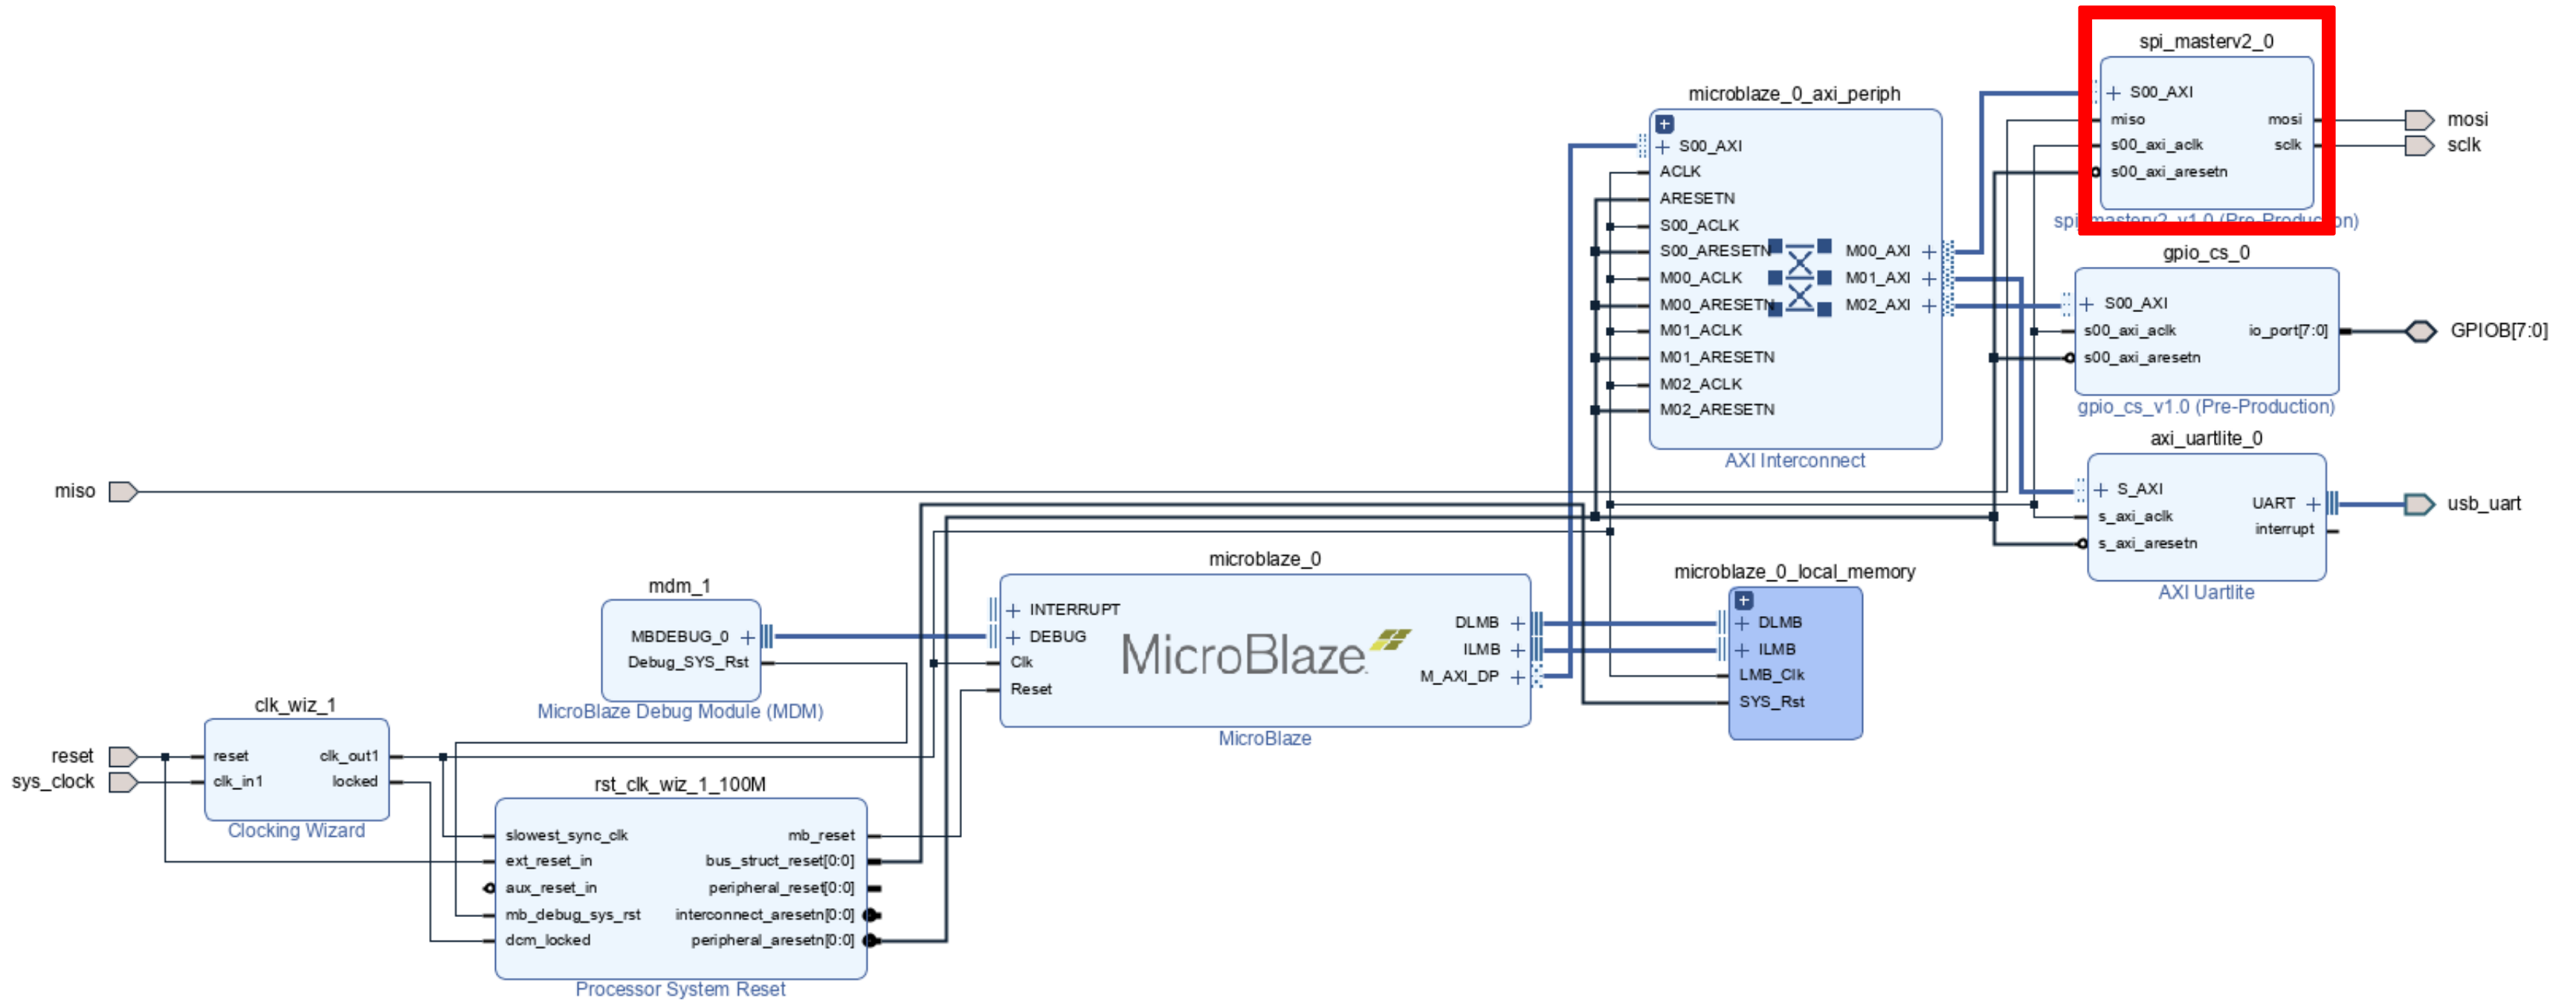 spi_masterv2_0
S00_AXI
miso
s00_axi_aclk
s00_axi_aresetn
mosi
sclk
spi_masterv2_v1.0 (Pre-Production)
mosi
sclk
microblaze_0_axi_periph
S00_AXI
ACLK
ARESETN
S00_ACLK
S00_ARESETN
M00_ACLK
M00_ARESETN
M01_ACLK
M01_ARESETN
M02_ACLK
M02_ARESETN
M00_AXI
M01_AXI
M02_AXI
AXI Interconnect
gpio_cs_0
S00_AXI
s00_axi_aclk
s00_axi_aresetn
io_port[7:0]
gpio_cs_v1.0 (Pre-Production)
GPIOB[7:0]
axi_uartlite_0
S_AXI
s_axi_aclk
s_axi_aresetn
UART
interrupt
AXI Uartlite
usb_uart
miso
microblaze_0
INTERRUPT
DEBUG
Clk
Reset
MicroBlaze
DLMB
ILMB
M_AXI_DP
MicroBlaze
microblaze_0_local_memory
DLMB
ILMB
LMB_Clk
SYS_Rst
mdm_1
MBDEBUG_0
Debug_SYS_Rst
MicroBlaze Debug Module (MDM)
reset
sys_clock
clk_wiz_1
reset
clk_in1
clk_out1
locked
Clocking Wizard
rst_clk_wiz_1_100M
slowest_sync_clk
ext_reset_in
aux_reset_in
mb_debug_sys_rst
dcm_locked
mb_reset
bus_struct_reset[0:0]
peripheral_reset[0:0]
interconnect_aresetn[0:0]
peripheral_aresetn[0:0]
Processor System Reset